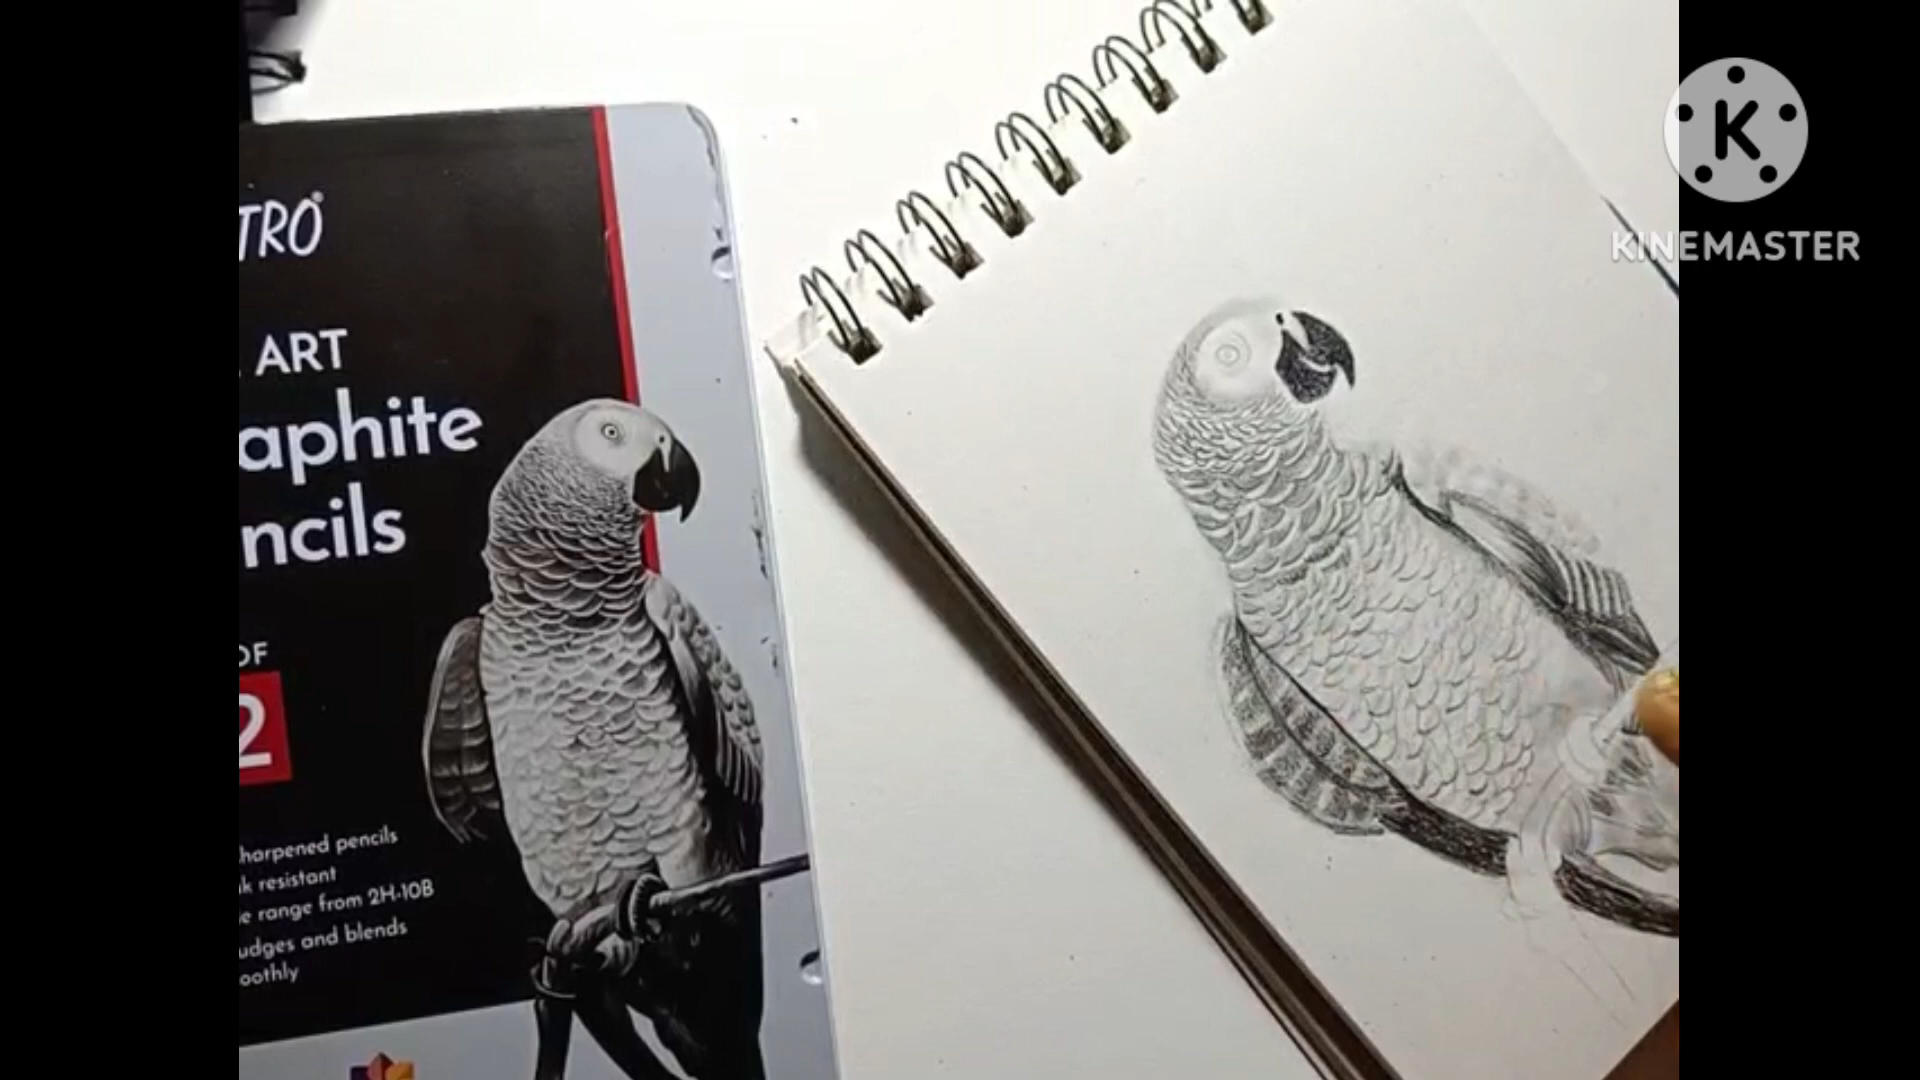 TRO
ART
aphite
ncils
OF
2
harpened pencils
k resistant
e range from 2H-10B
udges and blends
oothly
K
KINEMASTER